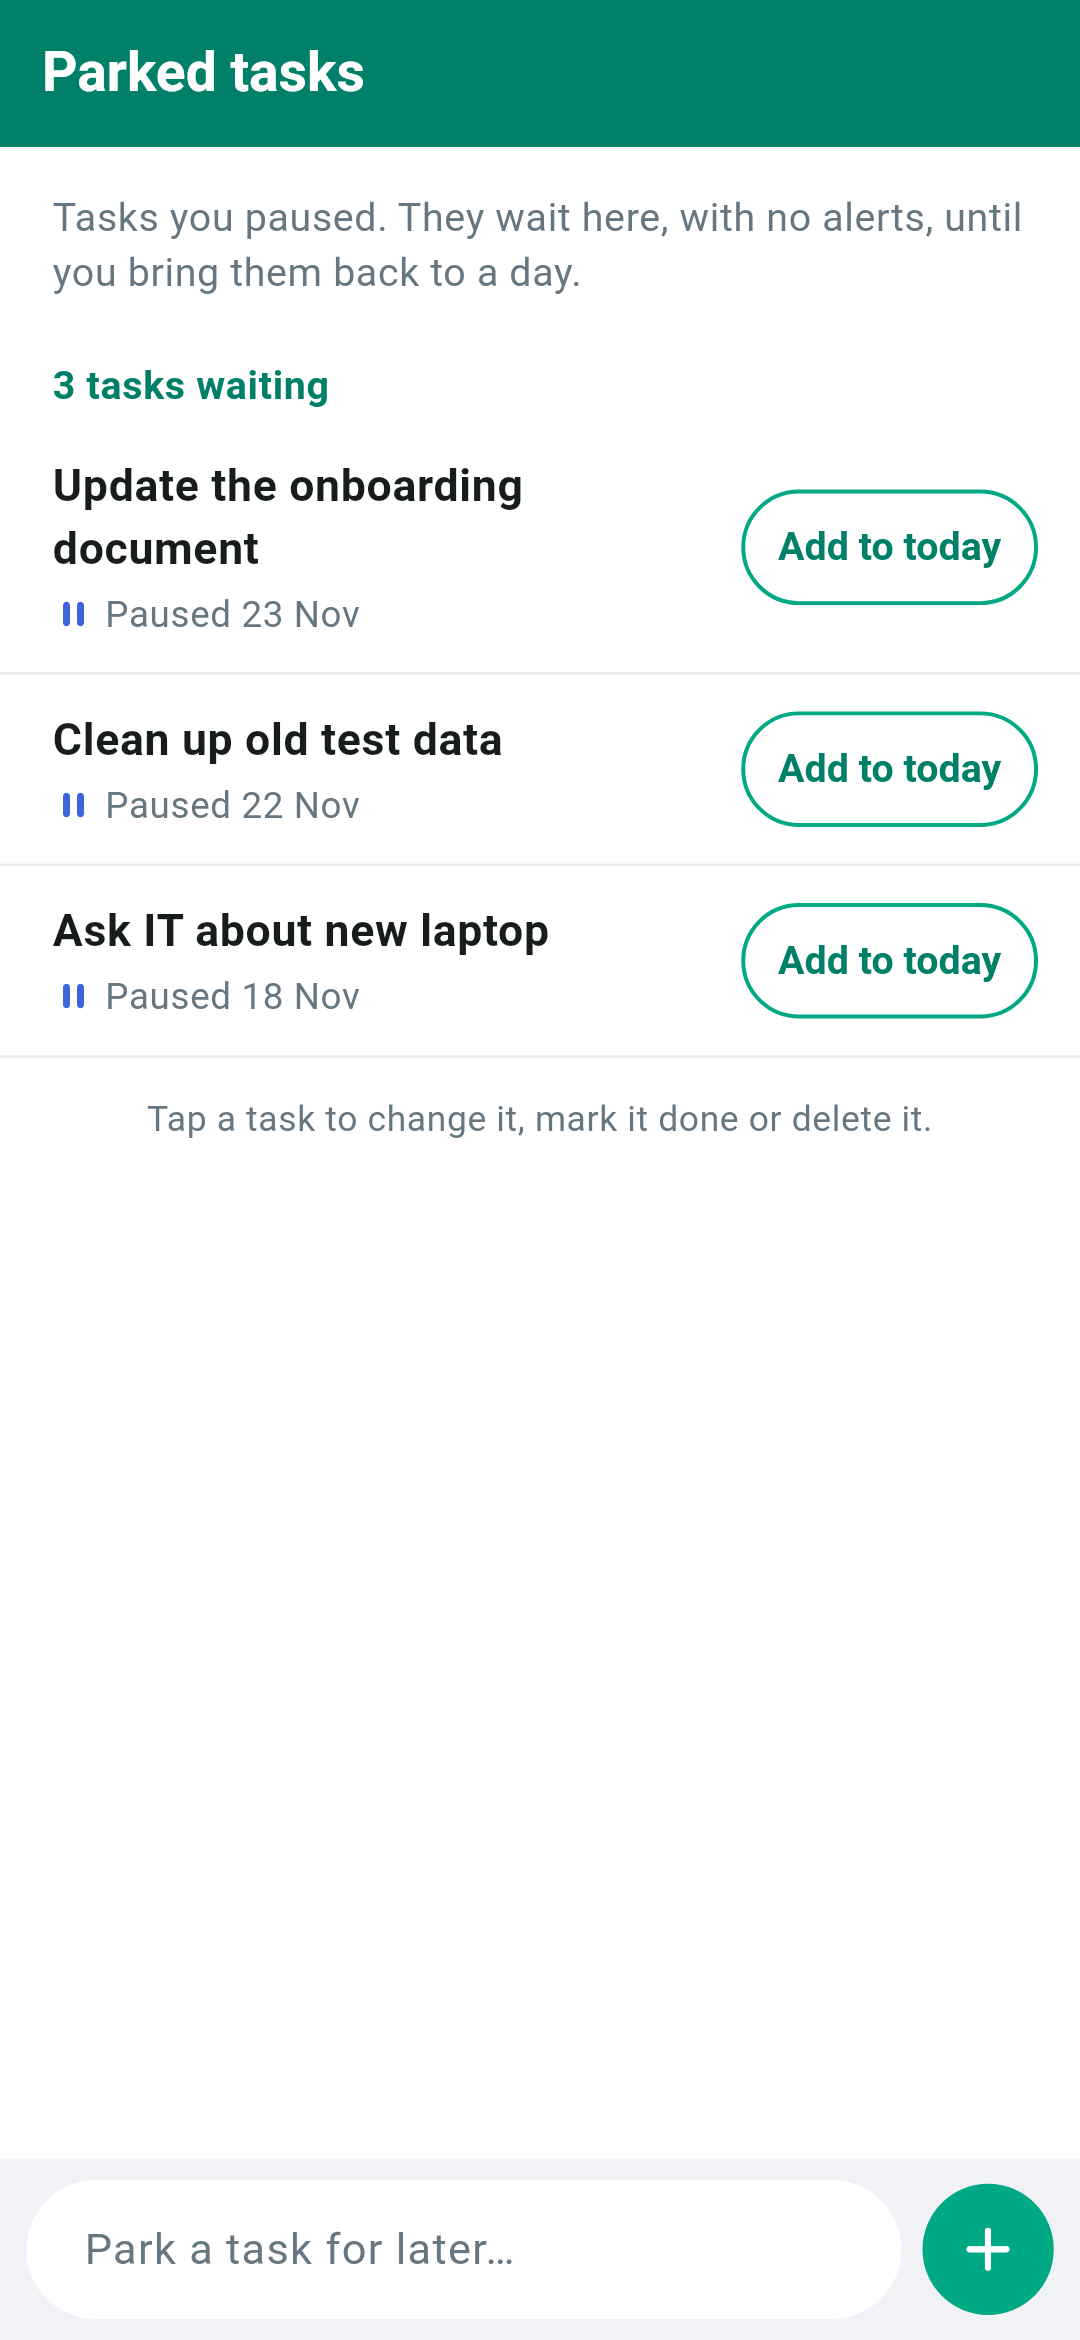 Parked tasks
Tasks you paused. They wait here, with no alerts, until
you bring them back to a day.
3 tasks waiting
Update the onboarding
document
Paused 23 Nov
Add to today
Clean up old test data
Paused 22 Nov
Add to today
Ask IT about new laptop
Paused 18 Nov
Add to today
Tap a task to change it, mark it done or delete it.
Park a task for later…